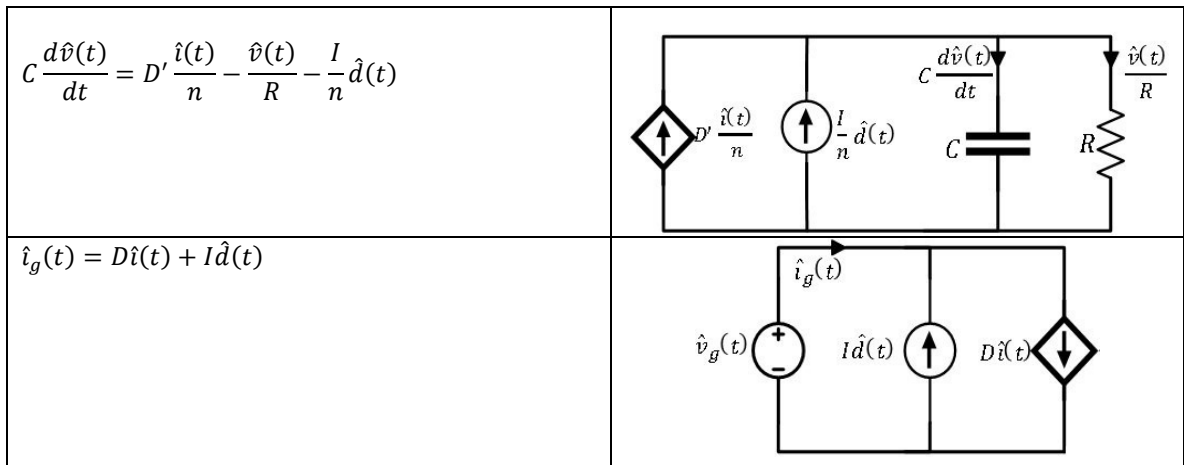 C dv̂(t)/dt = D′ î(t)/n − v̂(t)/R − I/n d̂(t)
D′ î(t)/n
I/n d̂(t)
C dv̂(t)/dt
C
v̂(t)/R
R
î_g(t) = Dî(t) + Id̂(t)
î_g(t)
v̂_g(t)
+
−
Id̂(t)
Dî(t)